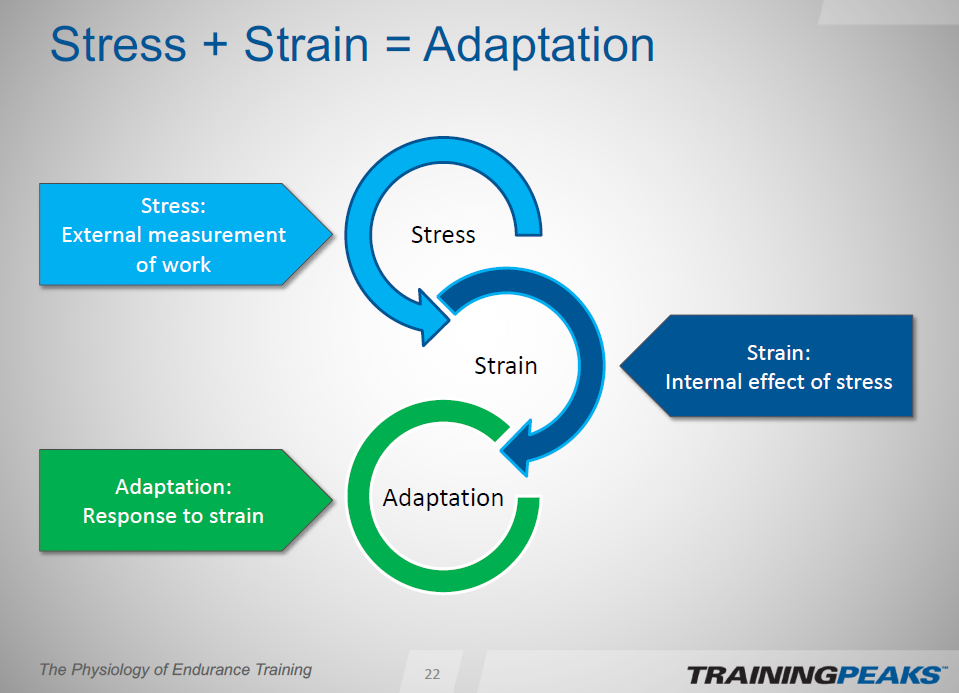 Stress + Strain = Adaptation
Stress:
External measurement
of work
Stress
Strain
Strain:
Internal effect of stress
Adaptation:
Response to strain
Adaptation
The Physiology of Endurance Training
22
TRAININGPEAKS™